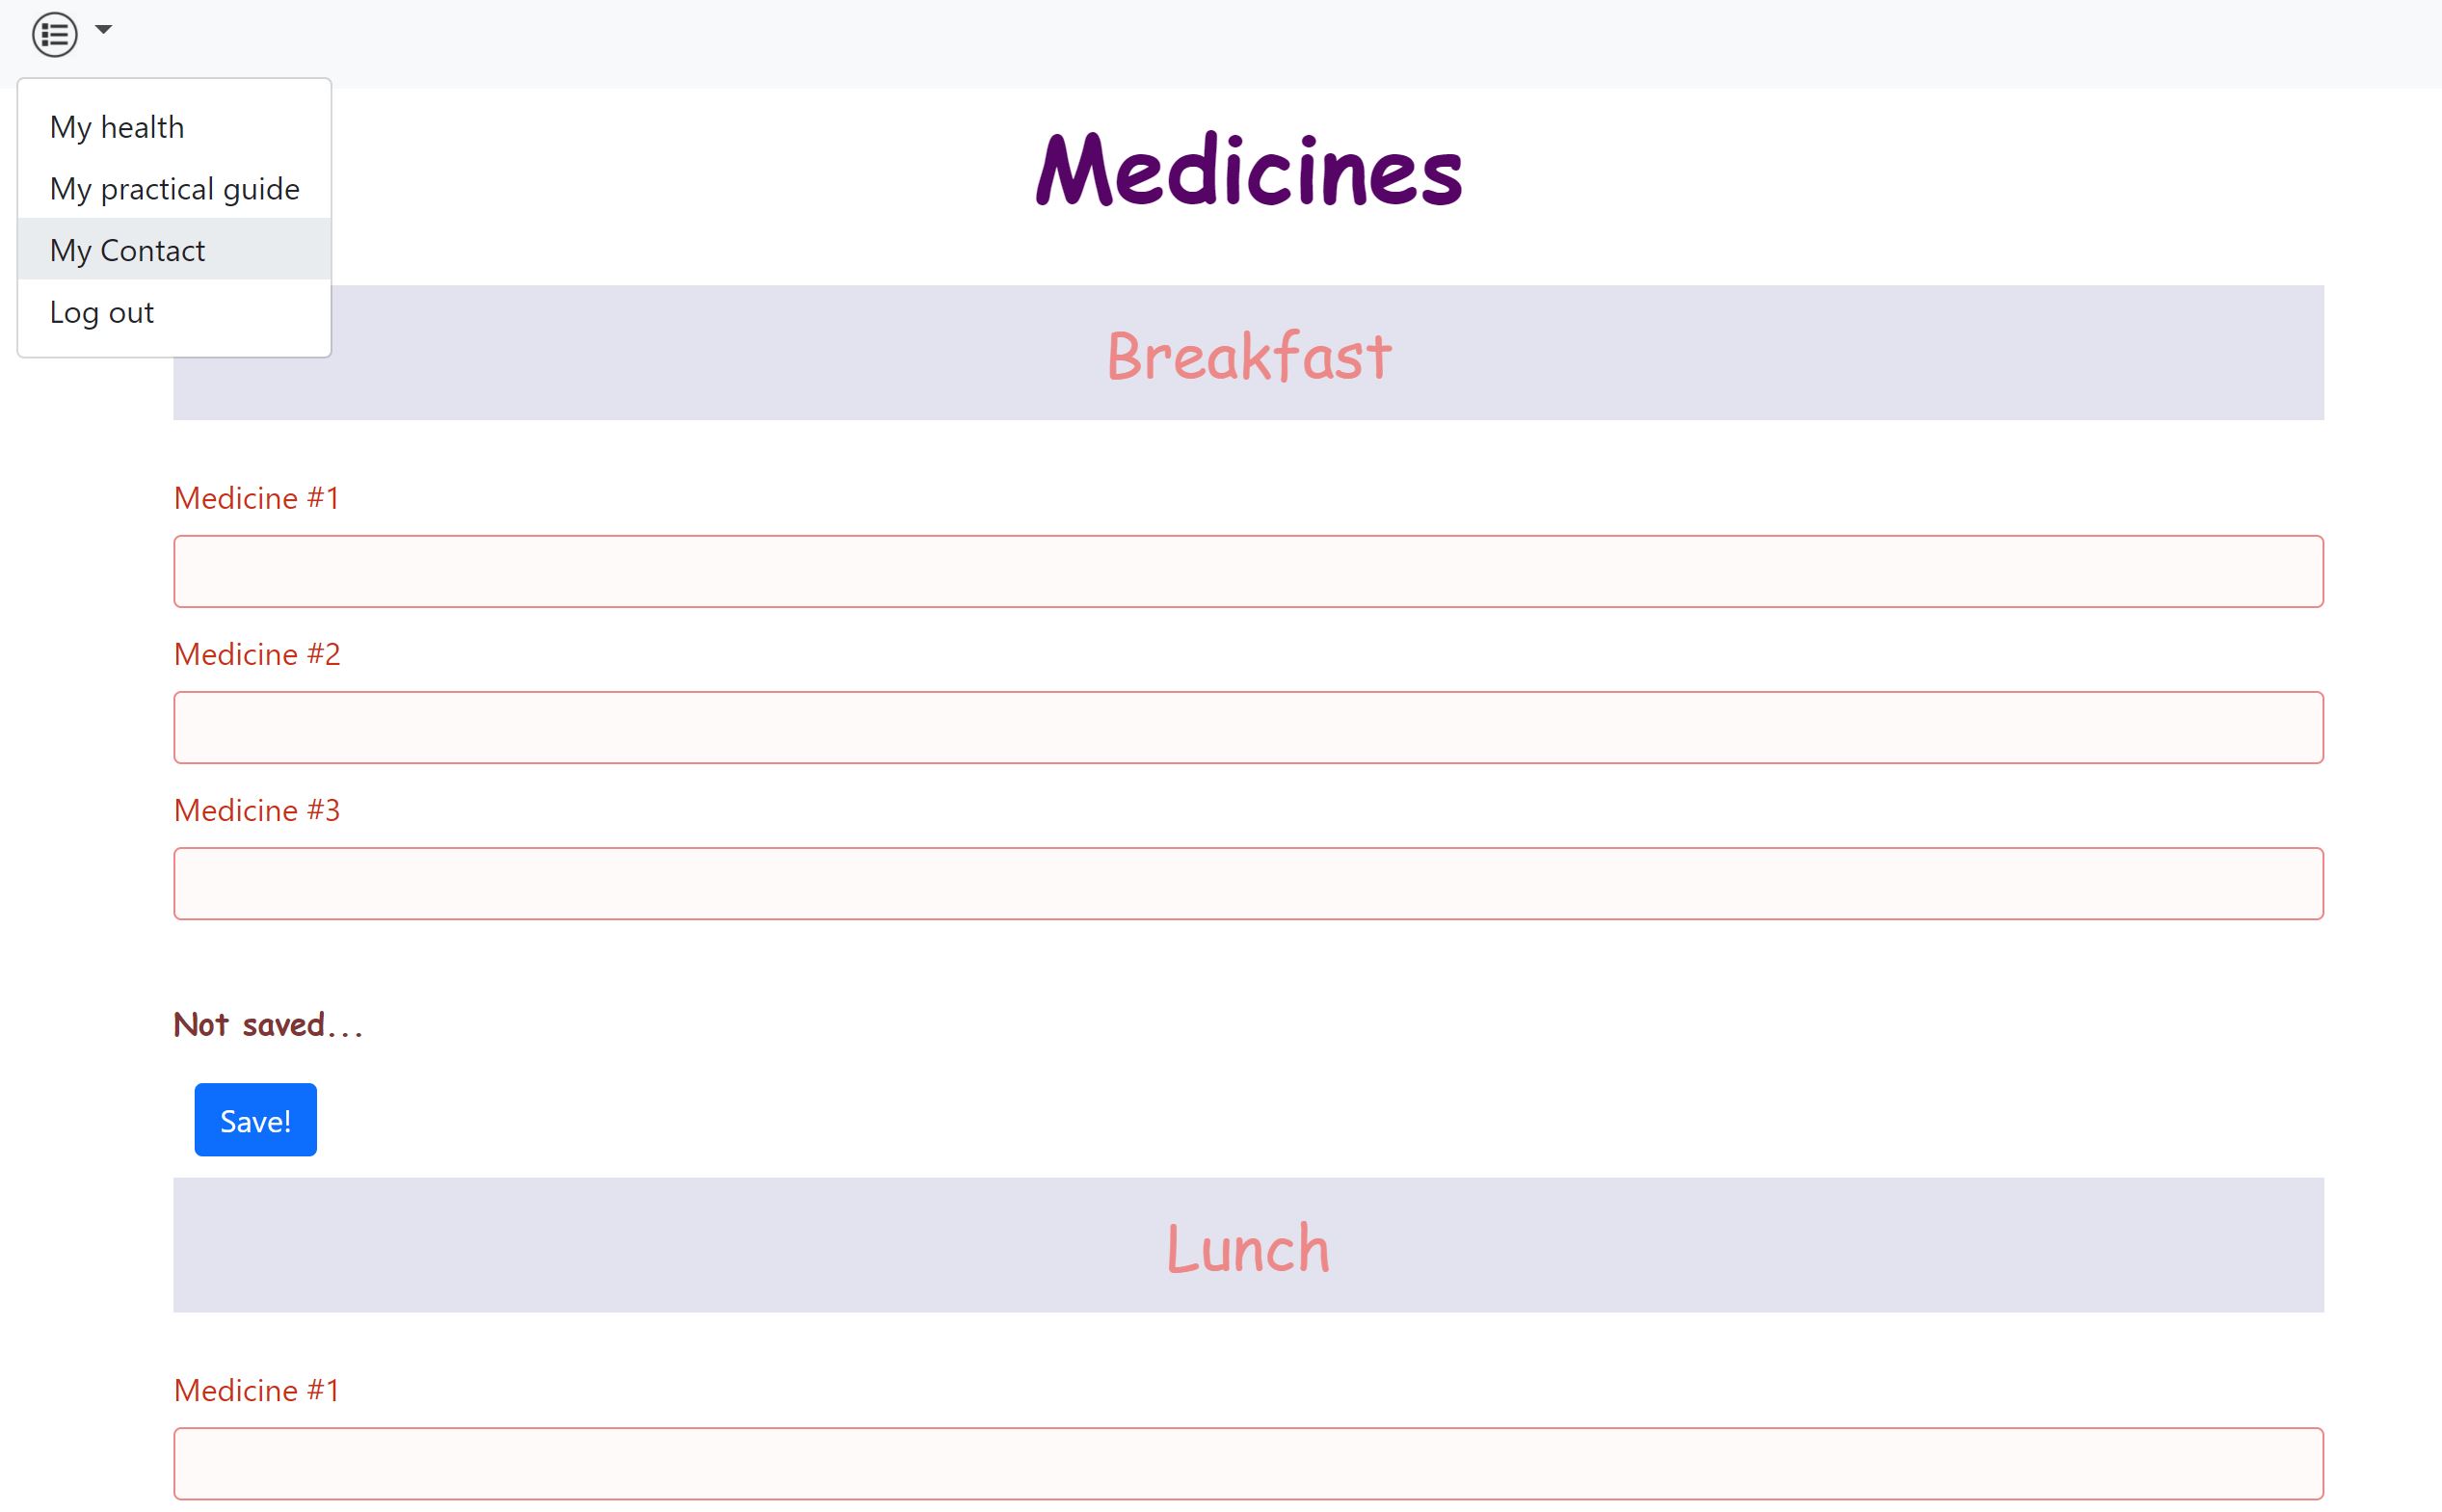 My health
My practical guide
My Contact
Log out
Medicines
Breakfast
Medicine #1
Medicine #2
Medicine #3
Not saved...
Save!
Lunch
Medicine #1